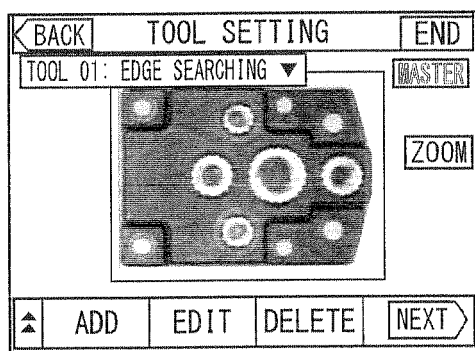 BACK TOOL SETTING END
TOOL 01: EDGE SEARCHING ▼
MASTER
ZOOM
ADD EDIT DELETE NEXT